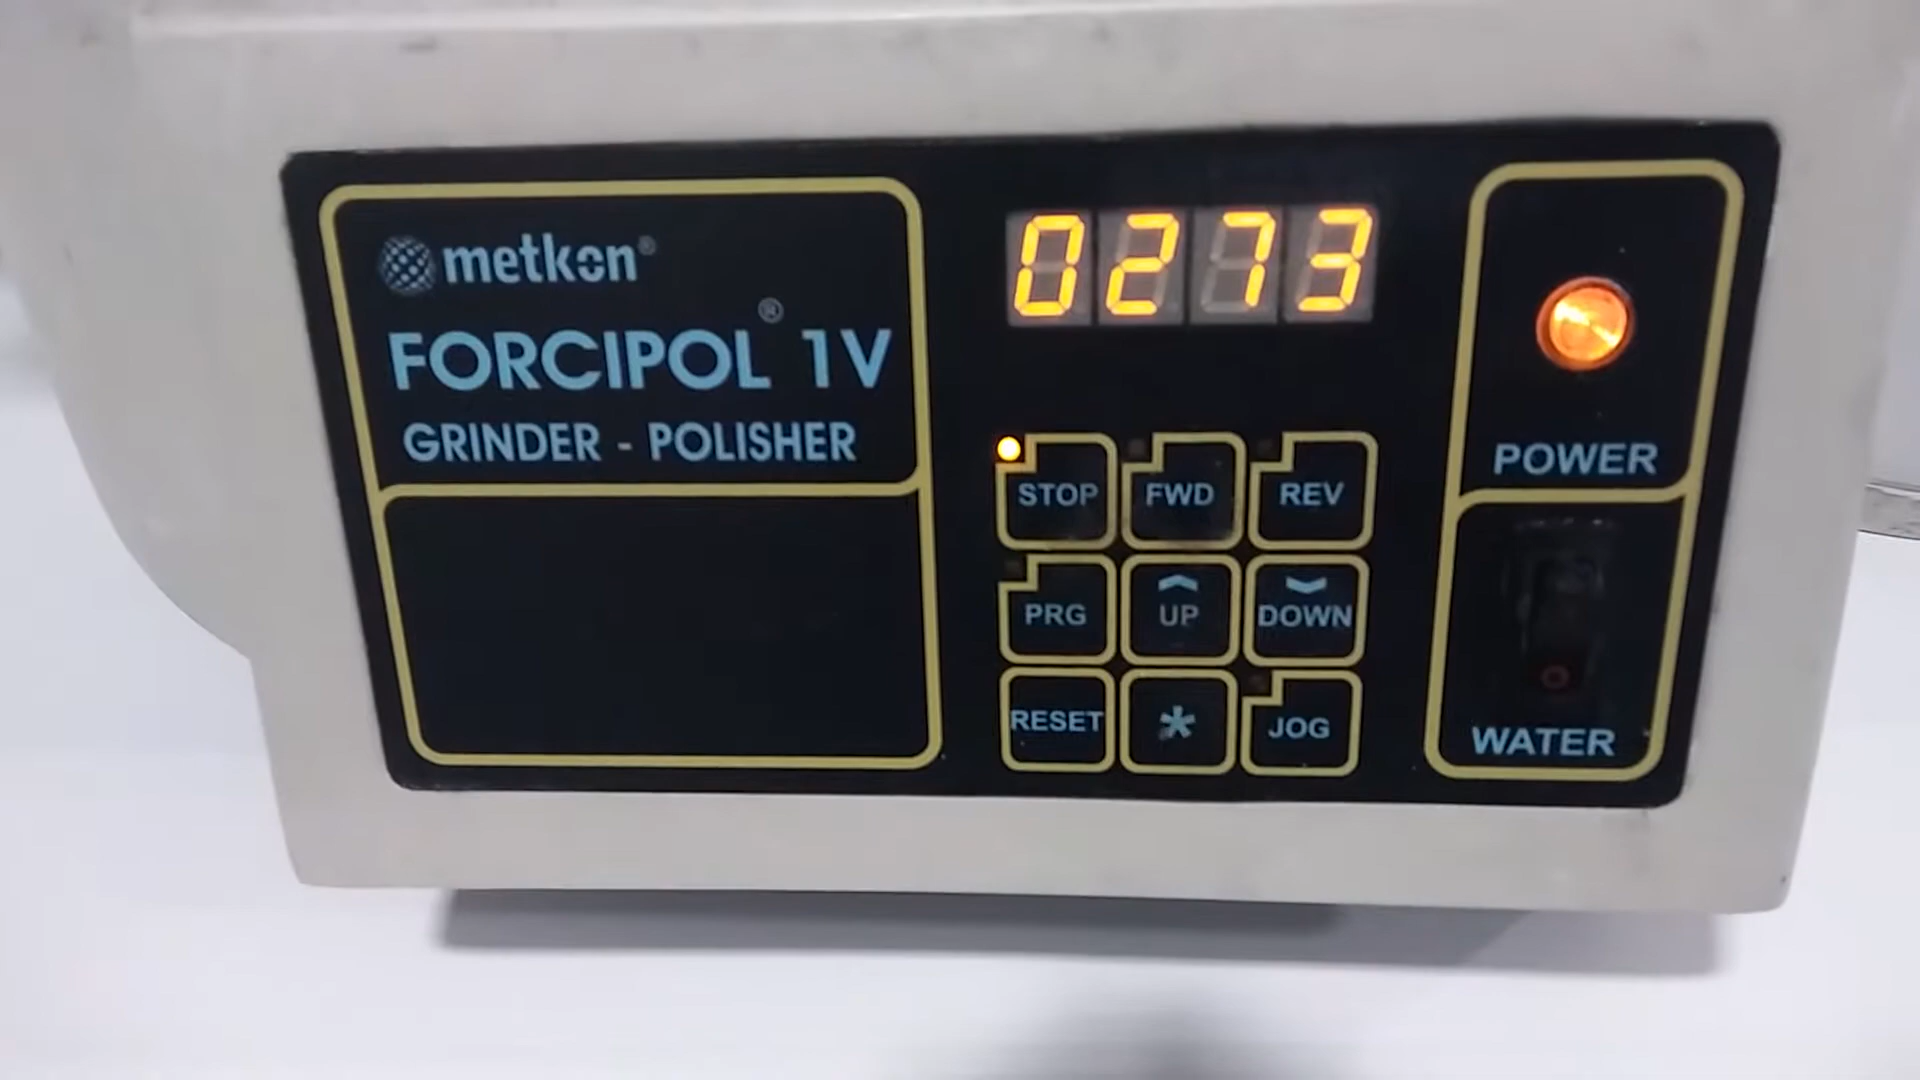 metkon®
FORCIPOL® 1V
GRINDER - POLISHER
0273
STOP FWD REV
PRG UP DOWN
RESET * JOG
POWER
WATER